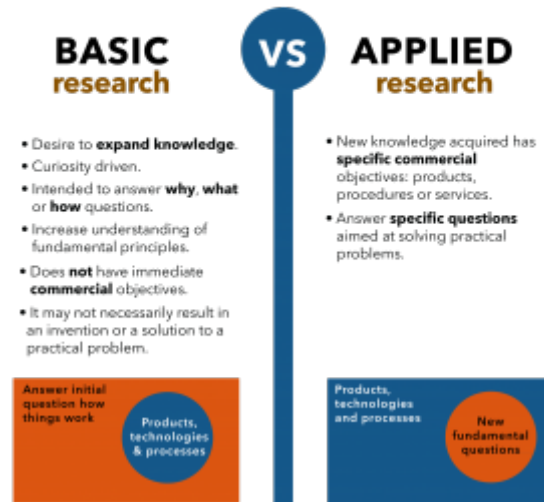 BASIC
research
VS
APPLIED
research
• Desire to expand knowledge.
• Curiosity driven.
• Intended to answer why, what
or how questions.
• Increase understanding of
fundamental principles.
• Does not have immediate
commercial objectives.
• It may not necessarily result in
an invention or a solution to a
practical problem.
• New knowledge acquired has
specific commercial
objectives: products,
procedures or services.
• Answer specific questions
aimed at solving practical
problems.
Answer initial
question how
things work
Products,
technologies
& processes
Products,
technologies
and processes
New
fundamental
questions